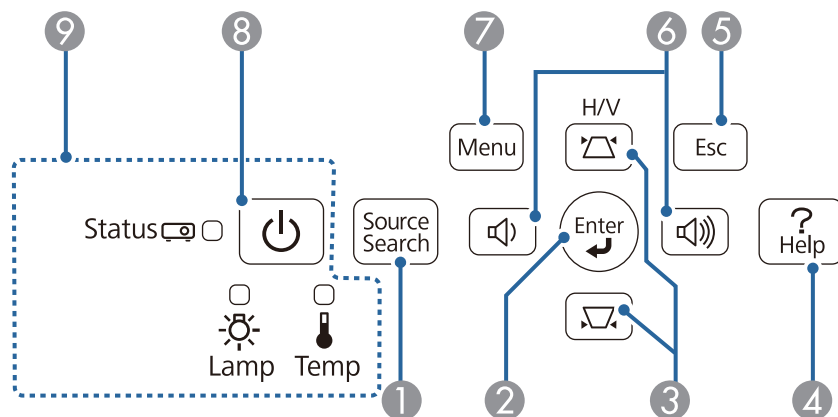 9
8
7
6
5
H/V
Menu
Esc
Status
Source
Search
Enter
?
Help
Lamp
Temp
1
2
3
4